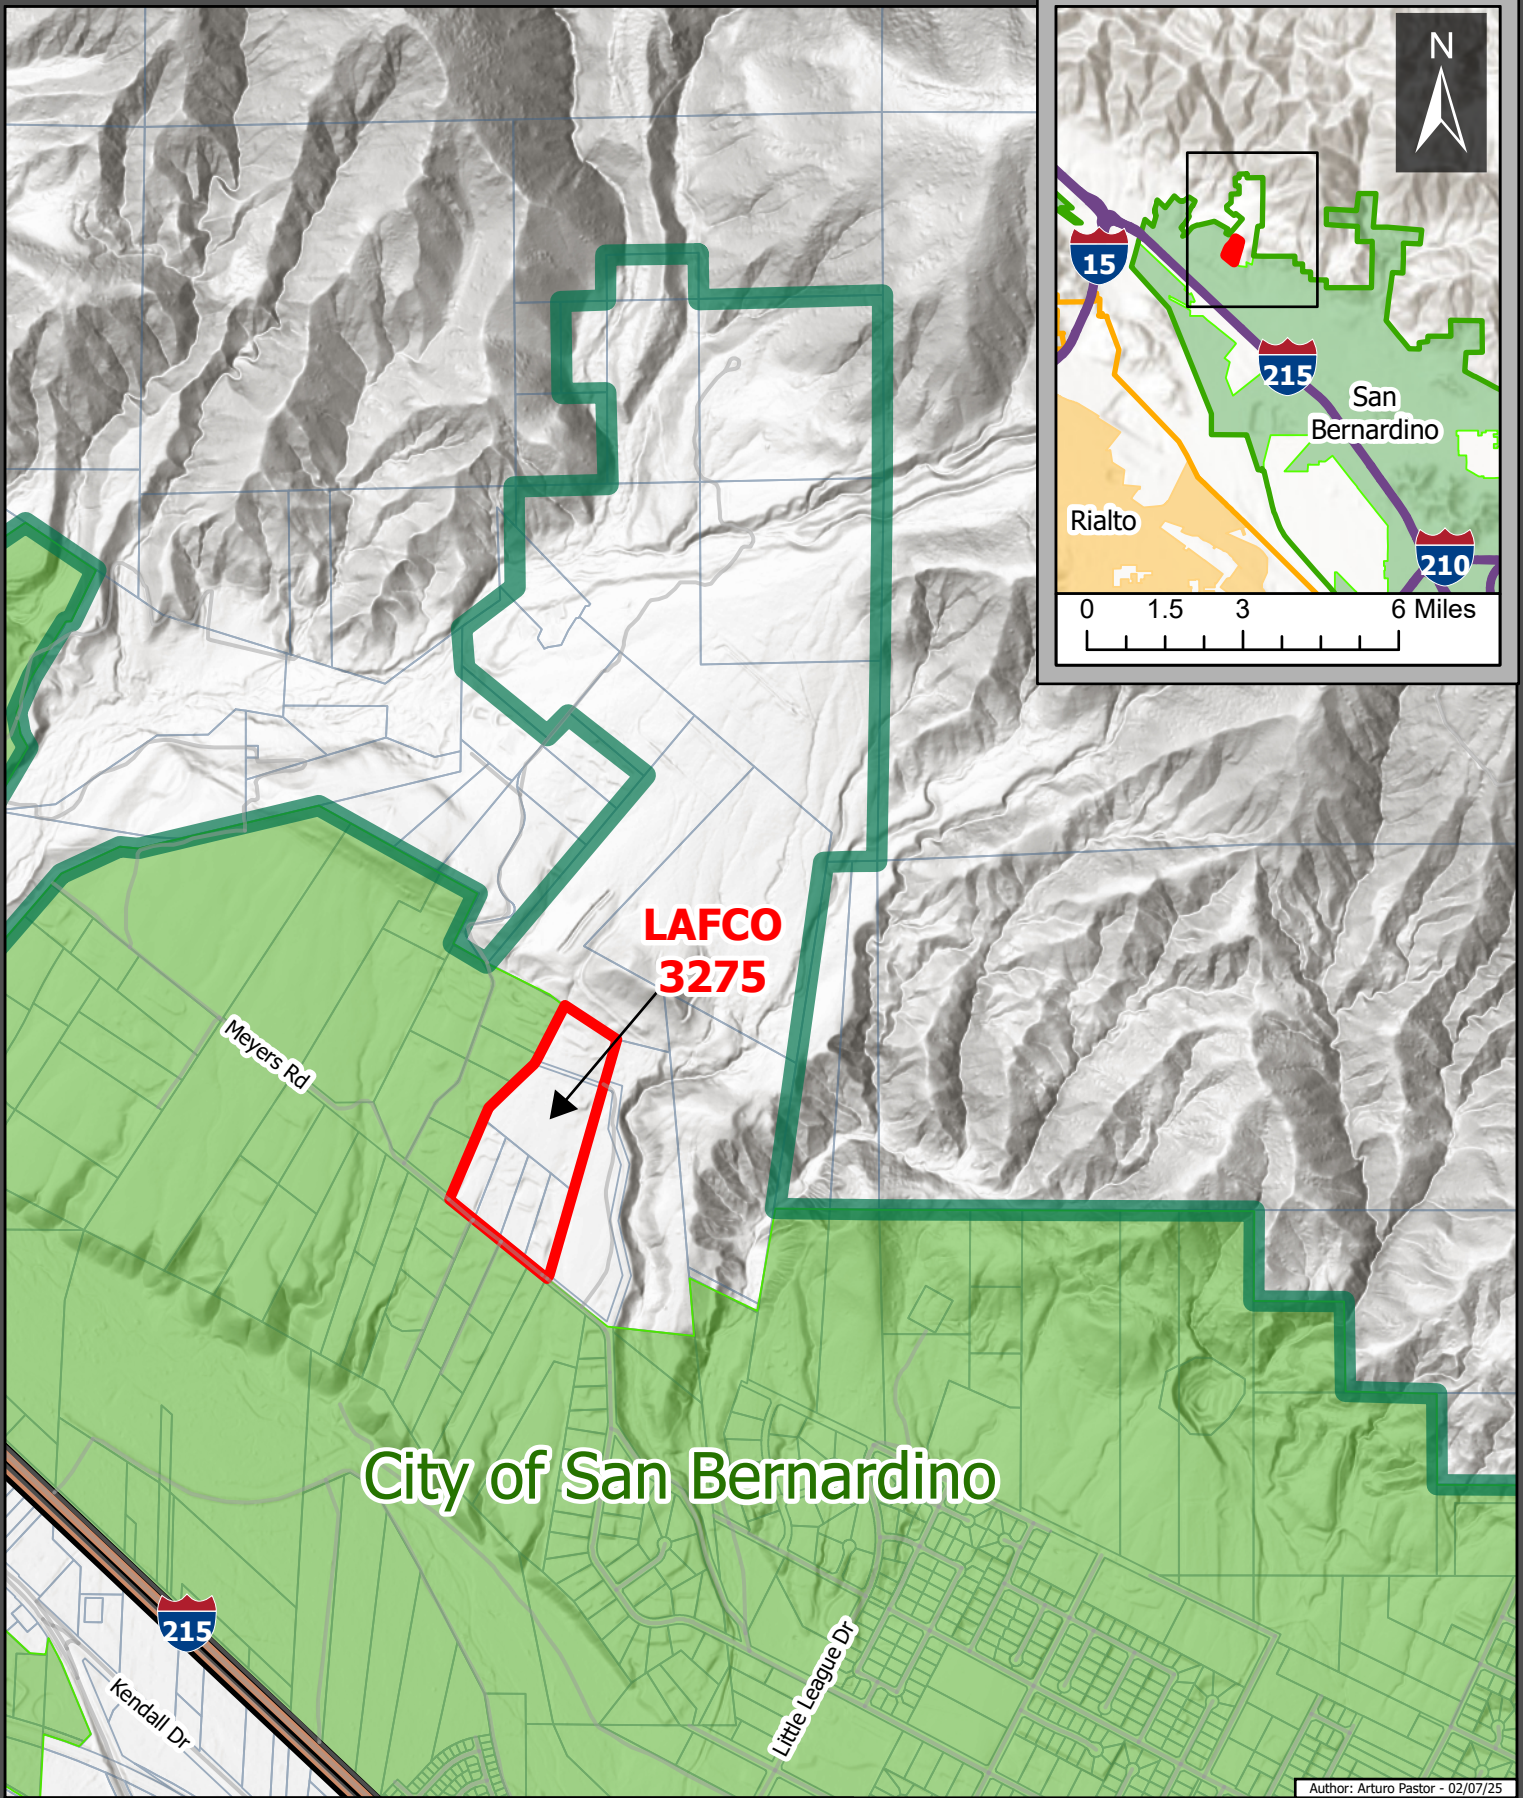 N
15
215
San
Bernardino
Rialto
210
0 1.5 3 6 Miles
LAFCO
3275
Meyers Rd
City of San Bernardino
215
Kendall Dr
Little League Dr
Author: Arturo Pastor - 02/07/25